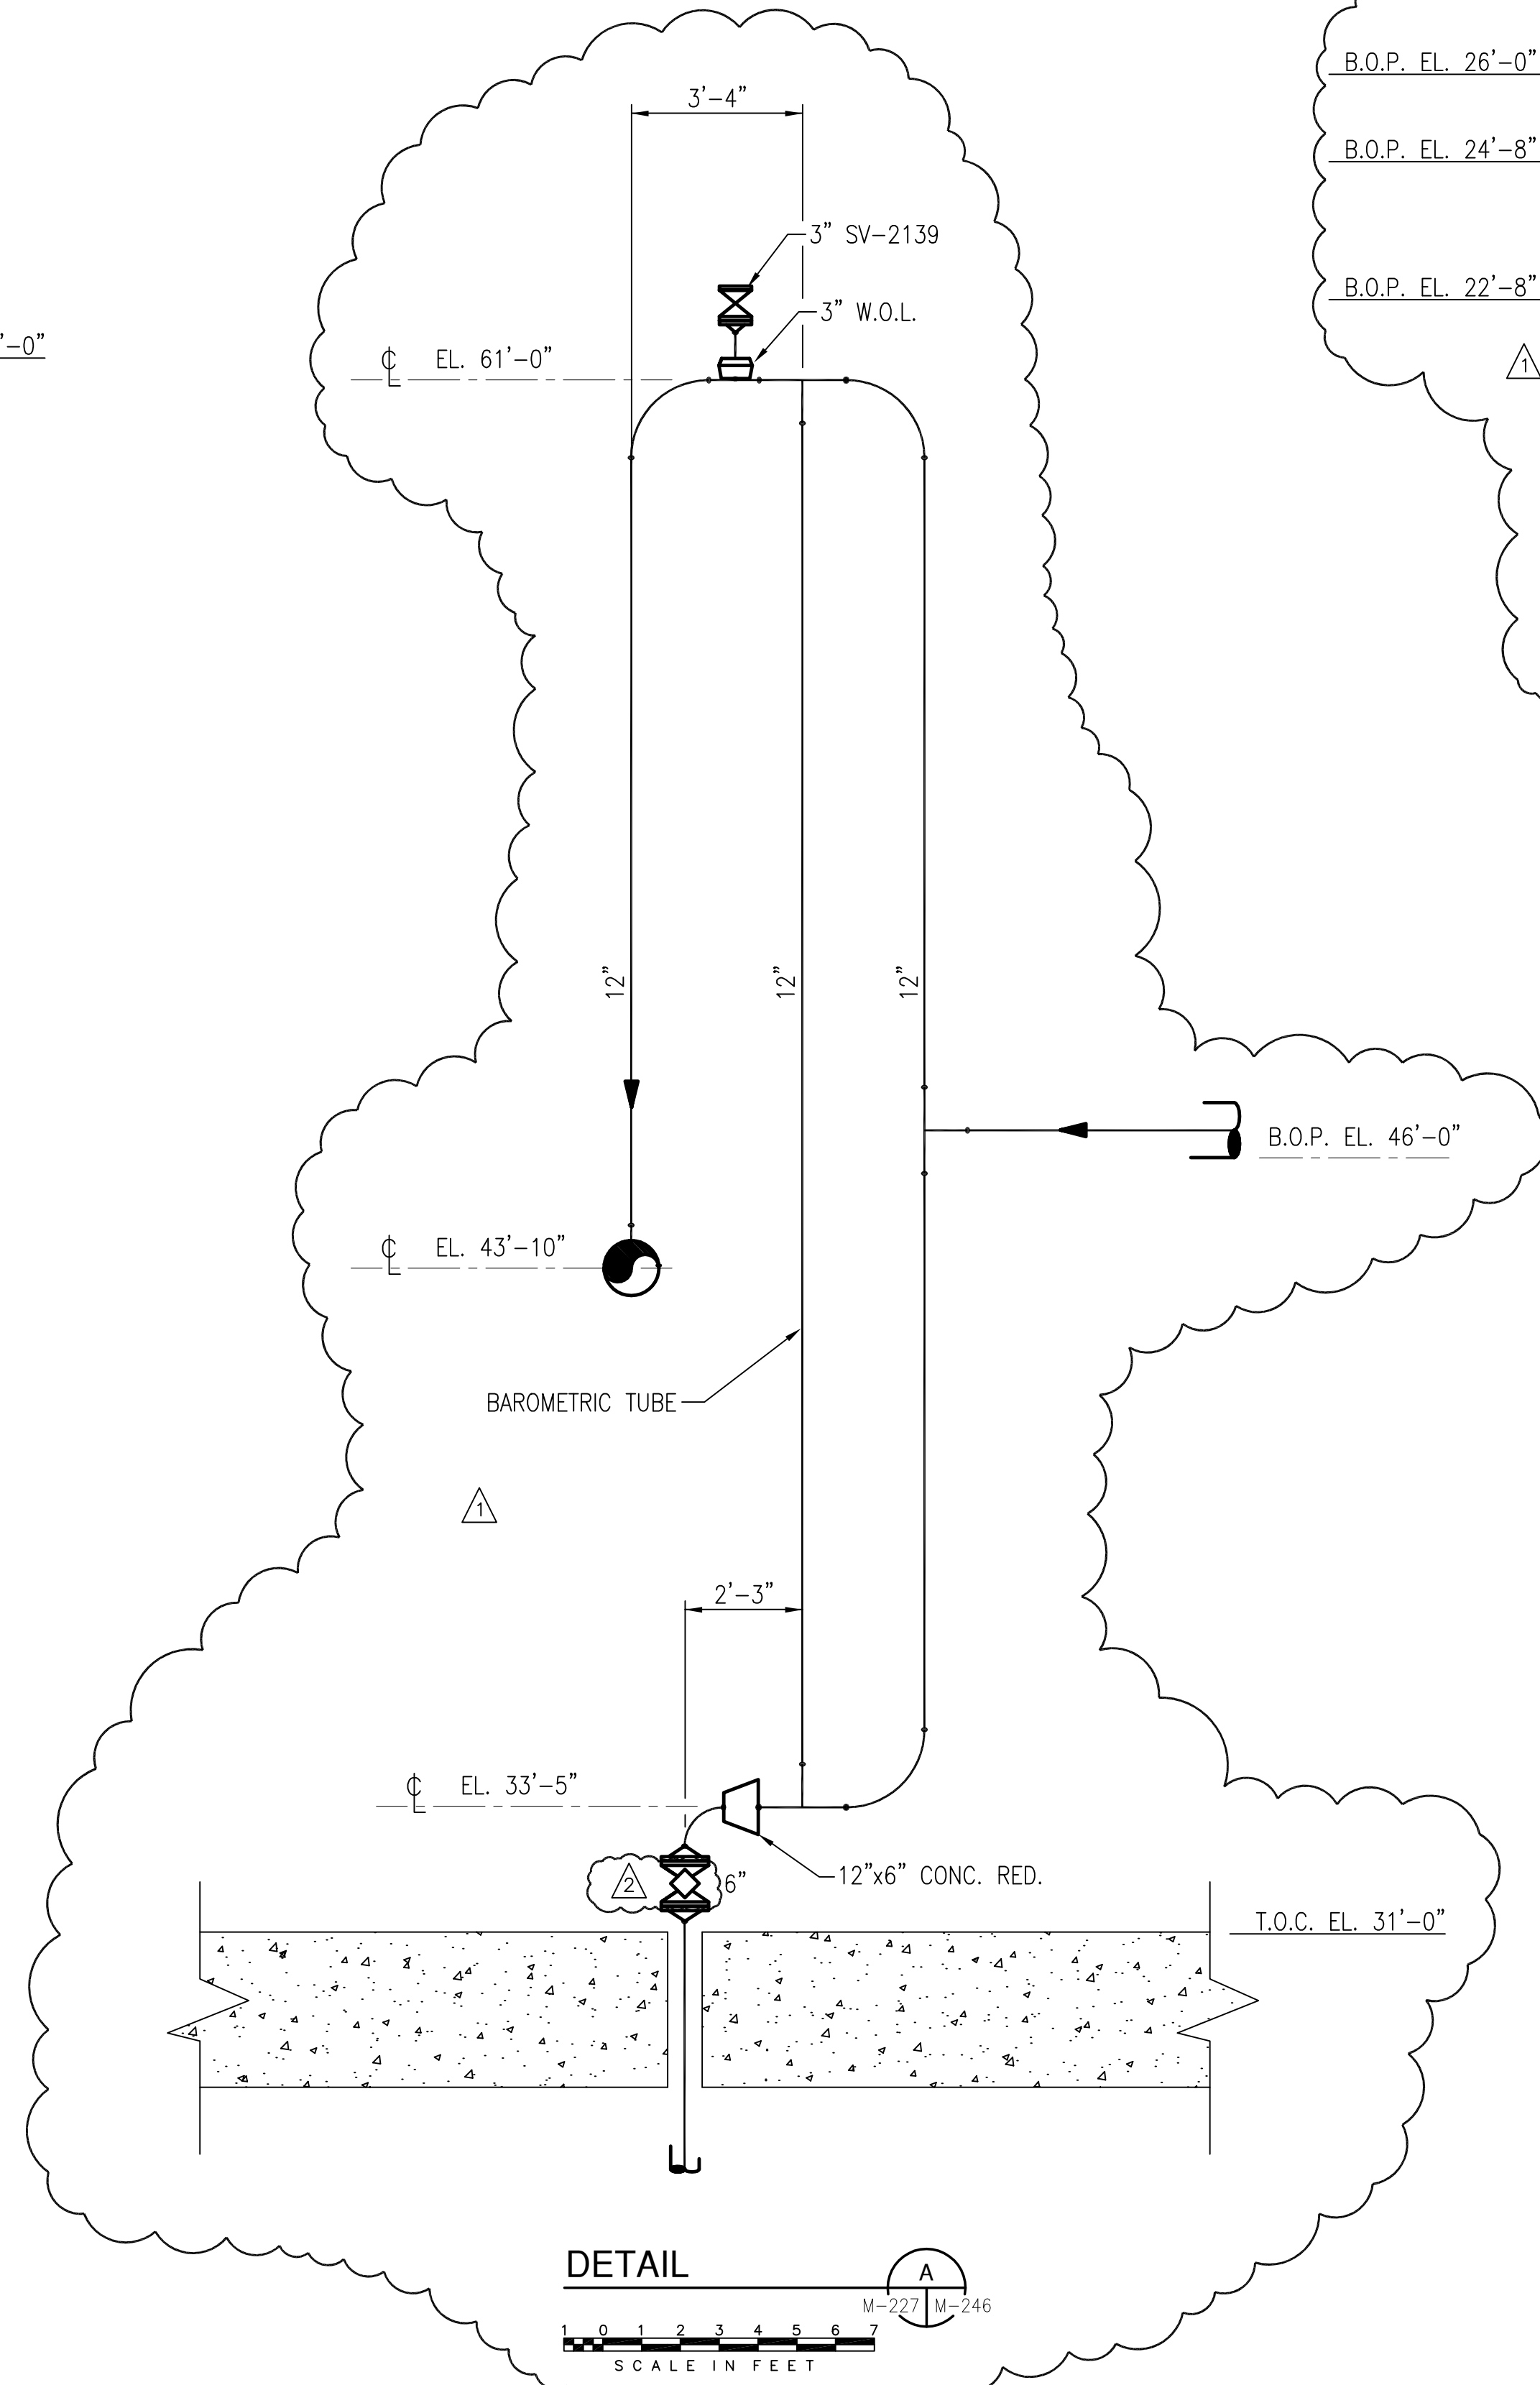 B.O.P. EL. 26'-0"
3'-4"
B.O.P. EL. 24'-8"
3" SV-2139
B.O.P. EL. 22'-8"
3" W.O.L.
'-0"
℄ EL. 61'-0"
1
12"
12"
12"
B.O.P. EL. 46'-0"
℄ EL. 43'-10"
BAROMETRIC TUBE
1
2'-3"
℄ EL. 33'-5"
2
6"
12"x6" CONC. RED.
T.O.C. EL. 31'-0"
DETAIL
A
M-227 M-246
1 0 1 2 3 4 5 6 7
SCALE IN FEET